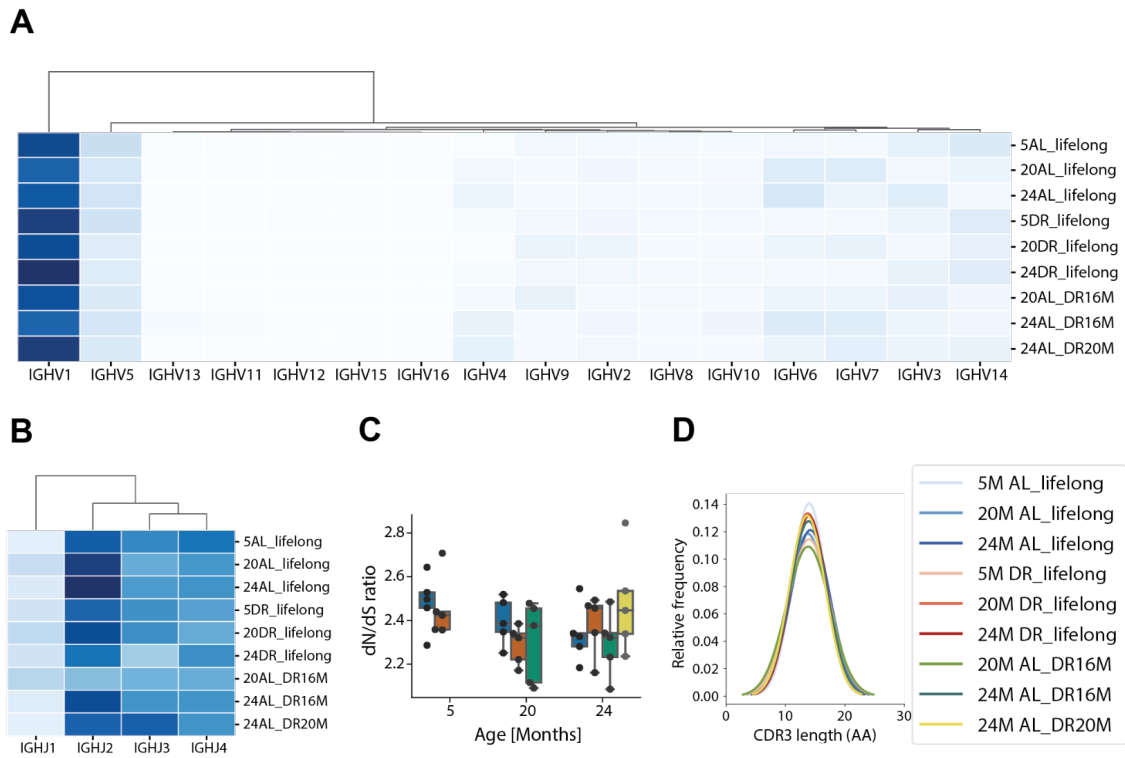 A
5AL_lifelong
20AL_lifelong
24AL_lifelong
5DR_lifelong
20DR_lifelong
24DR_lifelong
20AL_DR16M
24AL_DR16M
24AL_DR20M
IGHV1 IGHV5 IGHV13 IGHV11 IGHV12 IGHV15 IGHV16 IGHV4 IGHV9 IGHV2 IGHV8 IGHV10 IGHV6 IGHV7 IGHV3 IGHV14
B
5AL_lifelong
20AL_lifelong
24AL_lifelong
5DR_lifelong
20DR_lifelong
24DR_lifelong
20AL_DR16M
24AL_DR16M
24AL_DR20M
IGHJ1 IGHJ2 IGHJ3 IGHJ4
C
dN/dS ratio
2.8
2.6
2.4
2.2
5 20 24
Age [Months]
D
Relative frequency
0.14
0.12
0.10
0.08
0.06
0.04
0.02
0.00
0 10 20 30
CDR3 length (AA)
5M AL_lifelong
20M AL_lifelong
24M AL_lifelong
5M DR_lifelong
20M DR_lifelong
24M DR_lifelong
20M AL_DR16M
24M AL_DR16M
24M AL_DR20M